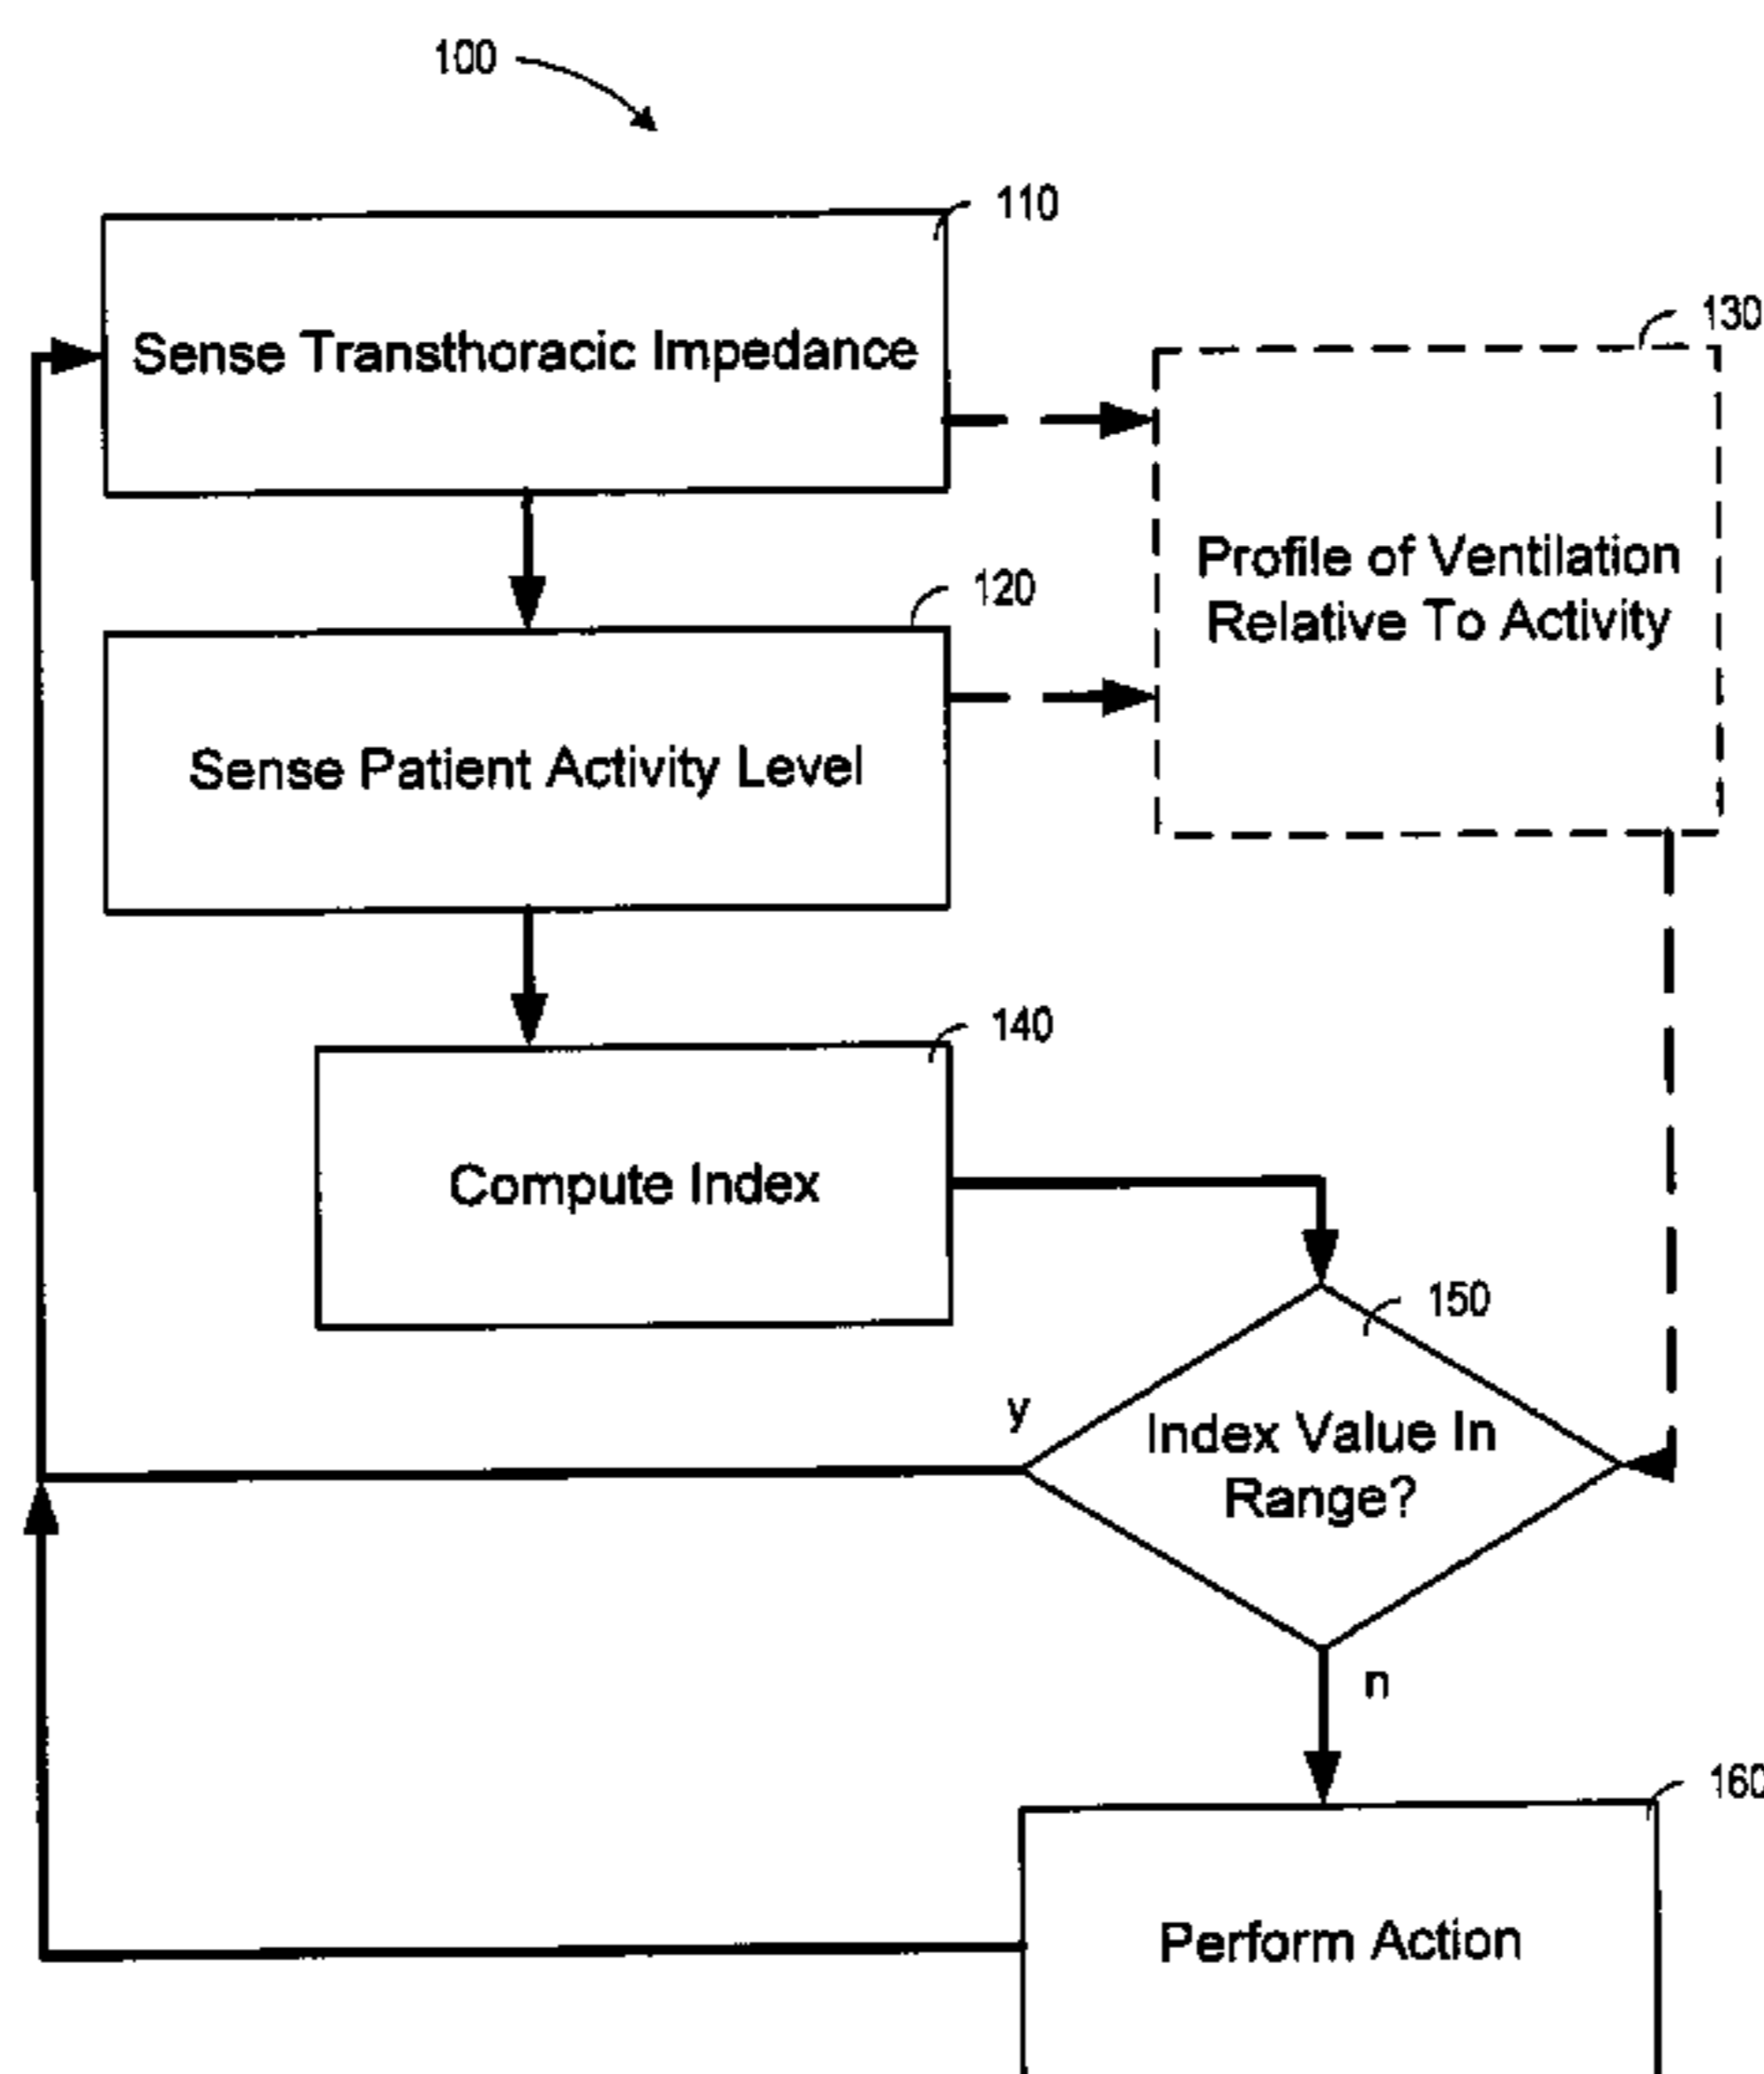 100
110
Sense Transthoracic Impedance
130
Profile of Ventilation
Relative To Activity
120
Sense Patient Activity Level
140
Compute Index
150
y
Index Value In
Range?
n
160
Perform Action